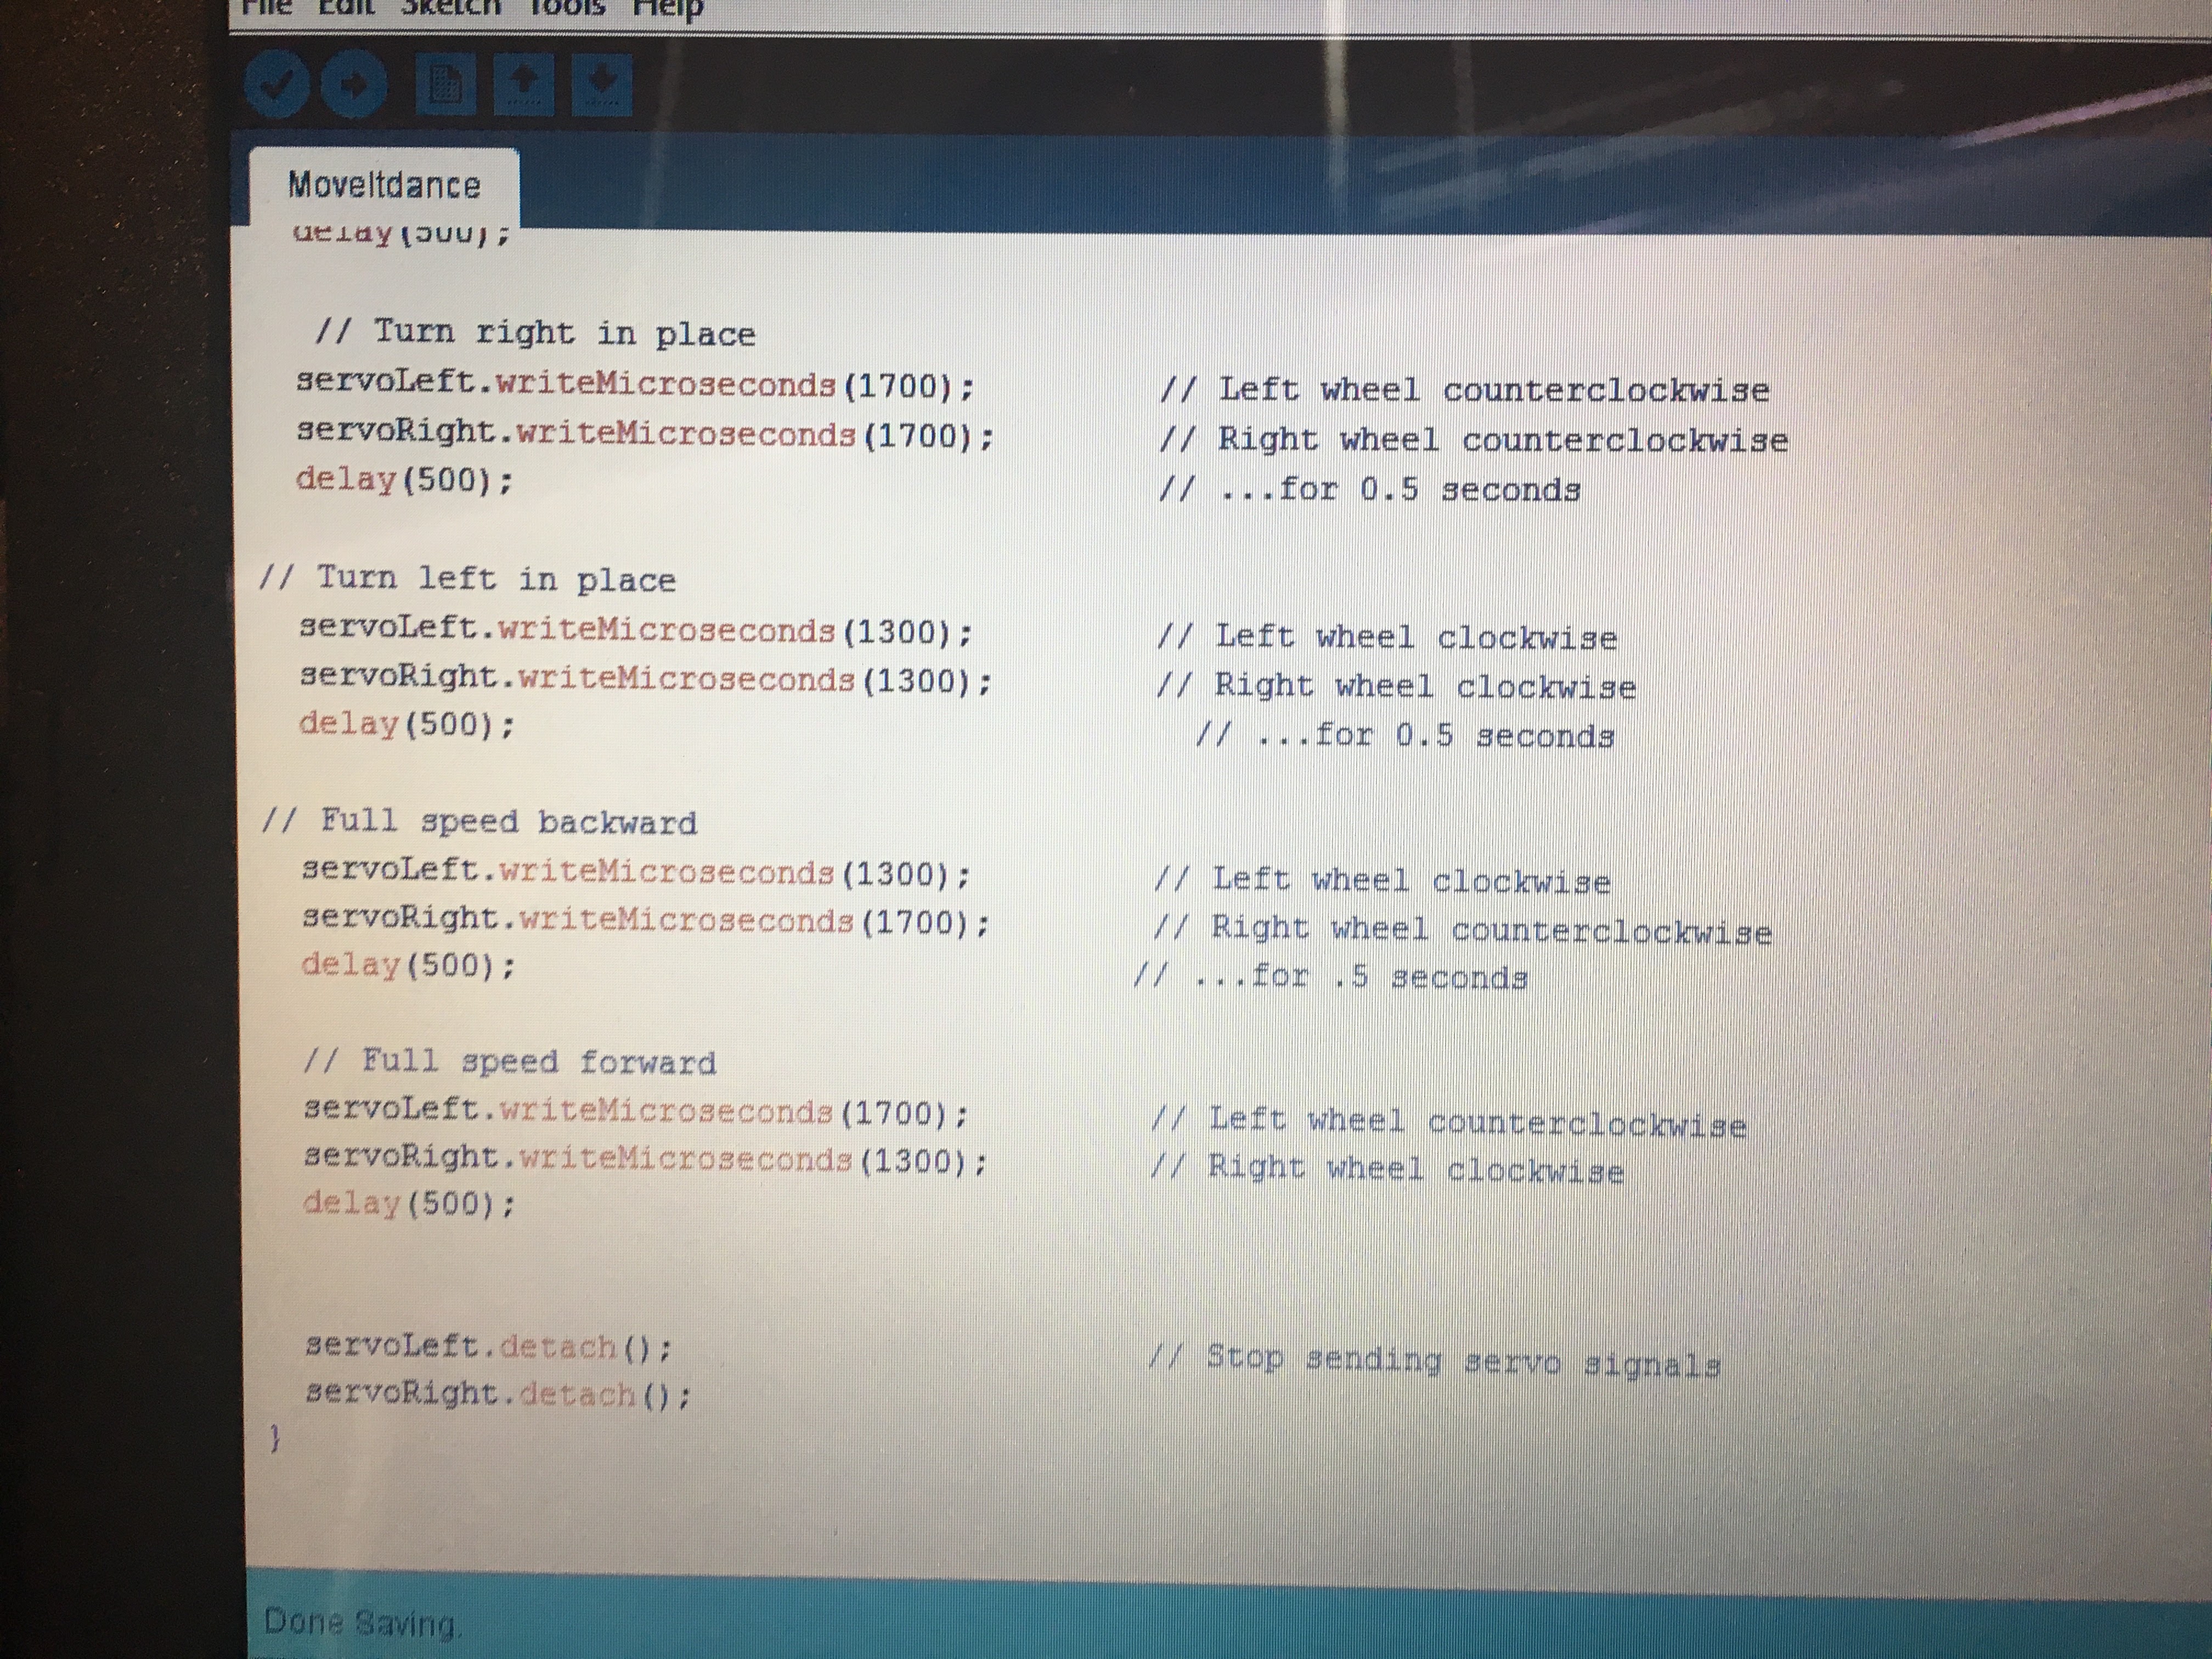 File Edit Sketch Tools Help
MoveItdance
delay(500);
// Turn right in place
servoLeft.writeMicroseconds(1700); // Left wheel counterclockwise
servoRight.writeMicroseconds(1700); // Right wheel counterclockwise
delay(500); // ...for 0.5 seconds
// Turn left in place
servoLeft.writeMicroseconds(1300); // Left wheel clockwise
servoRight.writeMicroseconds(1300); // Right wheel clockwise
delay(500); // ...for 0.5 seconds
// Full speed backward
servoLeft.writeMicroseconds(1300); // Left wheel clockwise
servoRight.writeMicroseconds(1700); // Right wheel counterclockwise
delay(500); // ...for .5 seconds
// Full speed forward
servoLeft.writeMicroseconds(1700); // Left wheel counterclockwise
servoRight.writeMicroseconds(1300); // Right wheel clockwise
delay(500);
servoLeft.detach(); // Stop sending servo signals
servoRight.detach();
}
Done Saving.